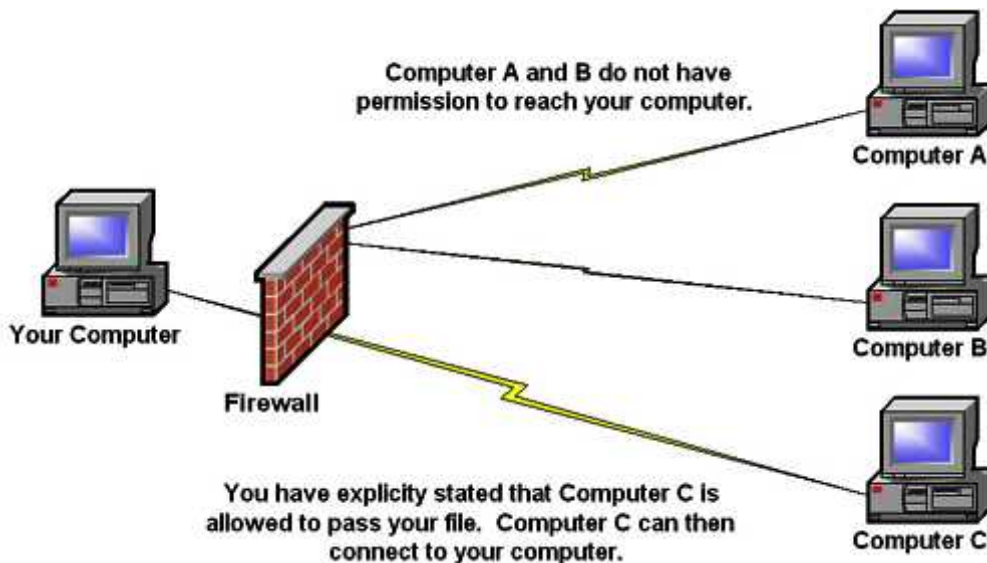 Computer A and B do not have
permission to reach your computer.
Computer A
Your Computer
Computer B
Firewall
You have explicity stated that Computer C is
allowed to pass your file. Computer C can then
connect to your computer.
Computer C